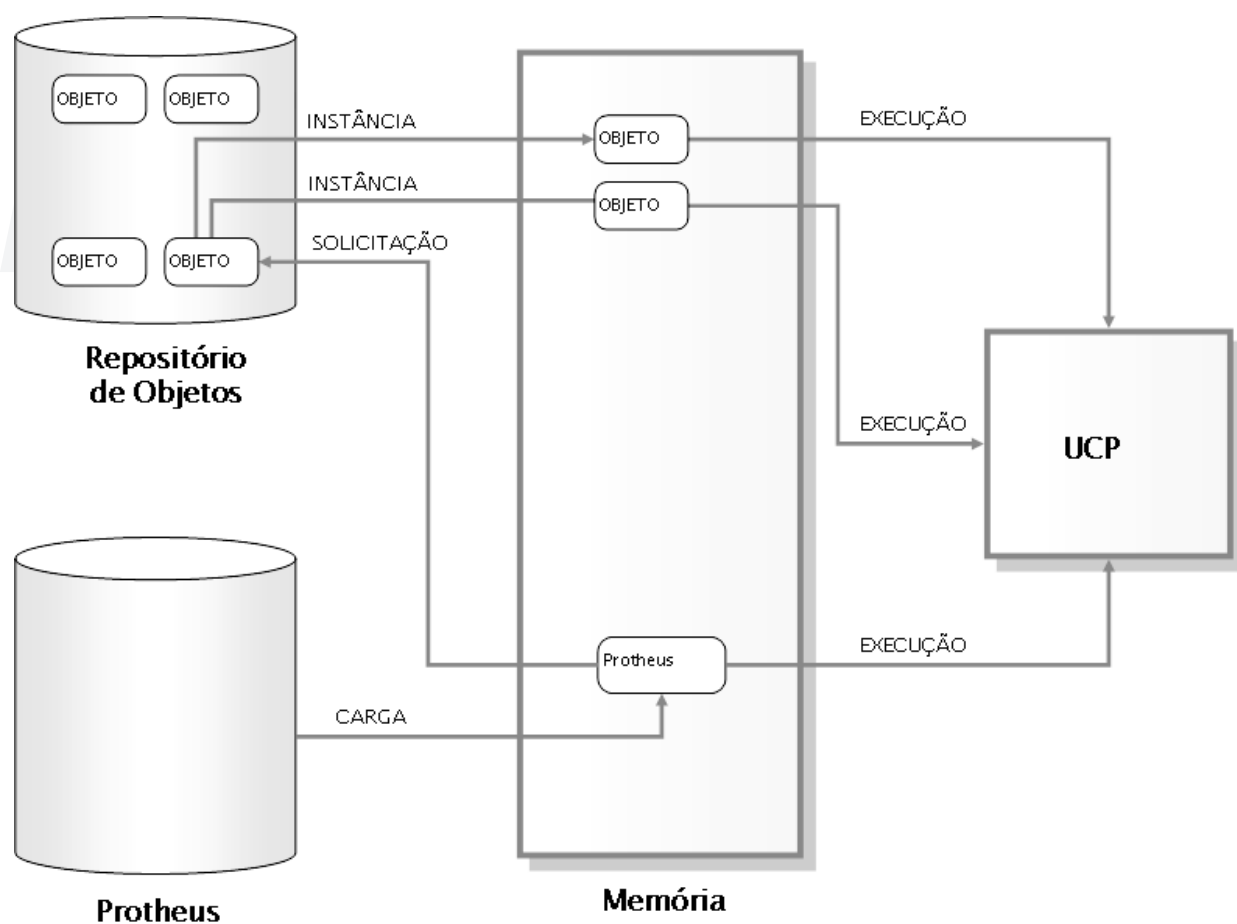 OBJETO
OBJETO
INSTÂNCIA
OBJETO
EXECUÇÃO
INSTÂNCIA
OBJETO
SOLICITAÇÃO
OBJETO
OBJETO
Repositório
de Objetos
EXECUÇÃO
UCP
Protheus
EXECUÇÃO
CARGA
Protheus
Memória